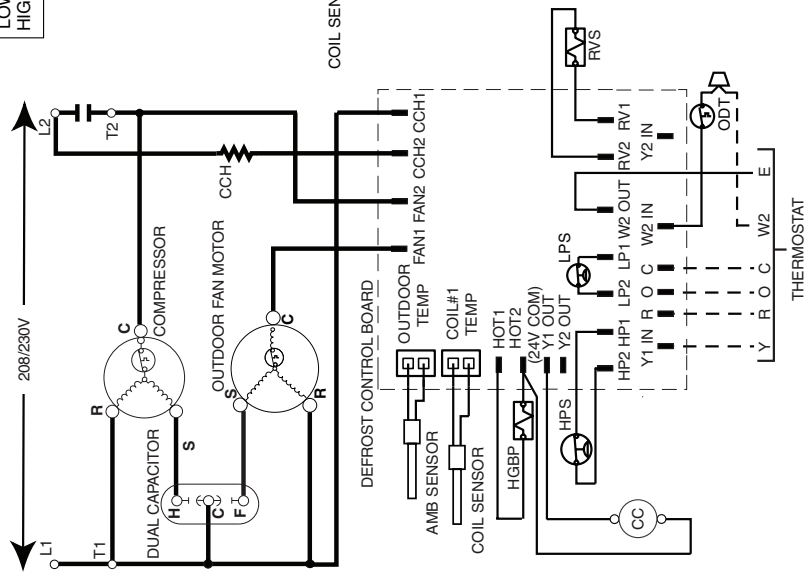 LOW
HIG
208/230V
L1
L2
T1
T2
R
C
COMPRESSOR
S
DUAL CAPACITOR
H
C
F
OUTDOOR FAN MOTOR
S
C
R
CCH
COIL SEN
DEFROST CONTROL BOARD
FAN1
FAN2
CCH2
CCH1
OUTDOOR
TEMP
COIL#1
TEMP
AMB SENSOR
COIL SENSOR
HOT1
HOT2
(24V COM)
Y1 OUT
Y2 OUT
HGBP
HPS
LPS
HP2
HP1
LP2
LP1
W2 OUT
RV2
RV1
RVS
Y1 IN
R
O
C
W2 IN
Y2 IN
ODT
CC
Y
R
O
C
W2
E
THERMOSTAT